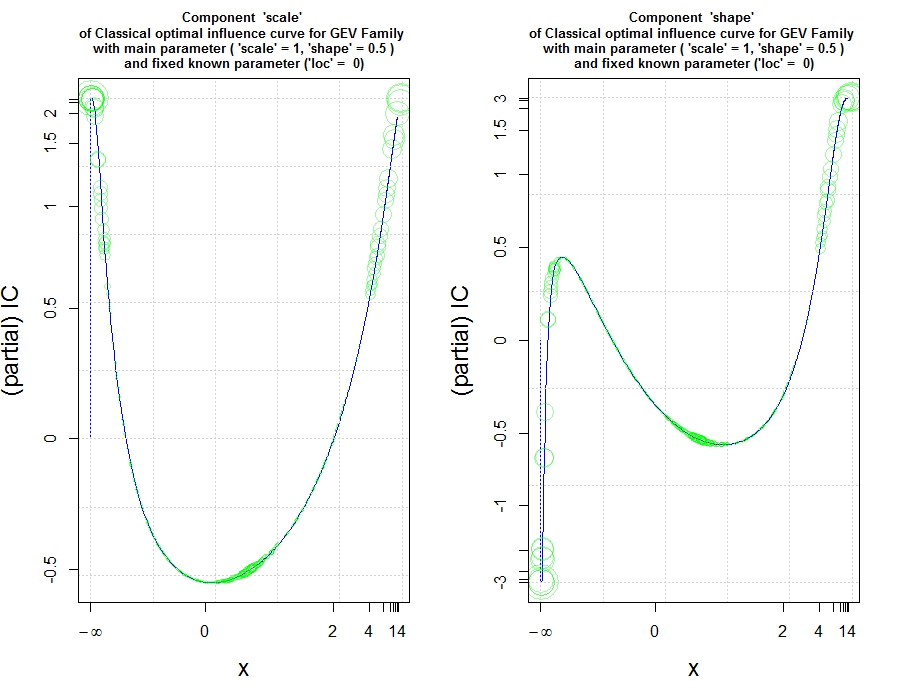 Component 'scale'
of Classical optimal influence curve for GEV Family
with main parameter ( 'scale' = 1, 'shape' = 0.5 )
and fixed known parameter ('loc' = 0)
(partial) IC
2
1.5
1
0.5
0
-0.5
−∞ 0 2 4 14
x
Component 'shape'
of Classical optimal influence curve for GEV Family
with main parameter ( 'scale' = 1, 'shape' = 0.5 )
and fixed known parameter ('loc' = 0)
(partial) IC
3
1.5
1
0.5
0
-0.5
-1
-3
−∞ 0 2 4 14
x